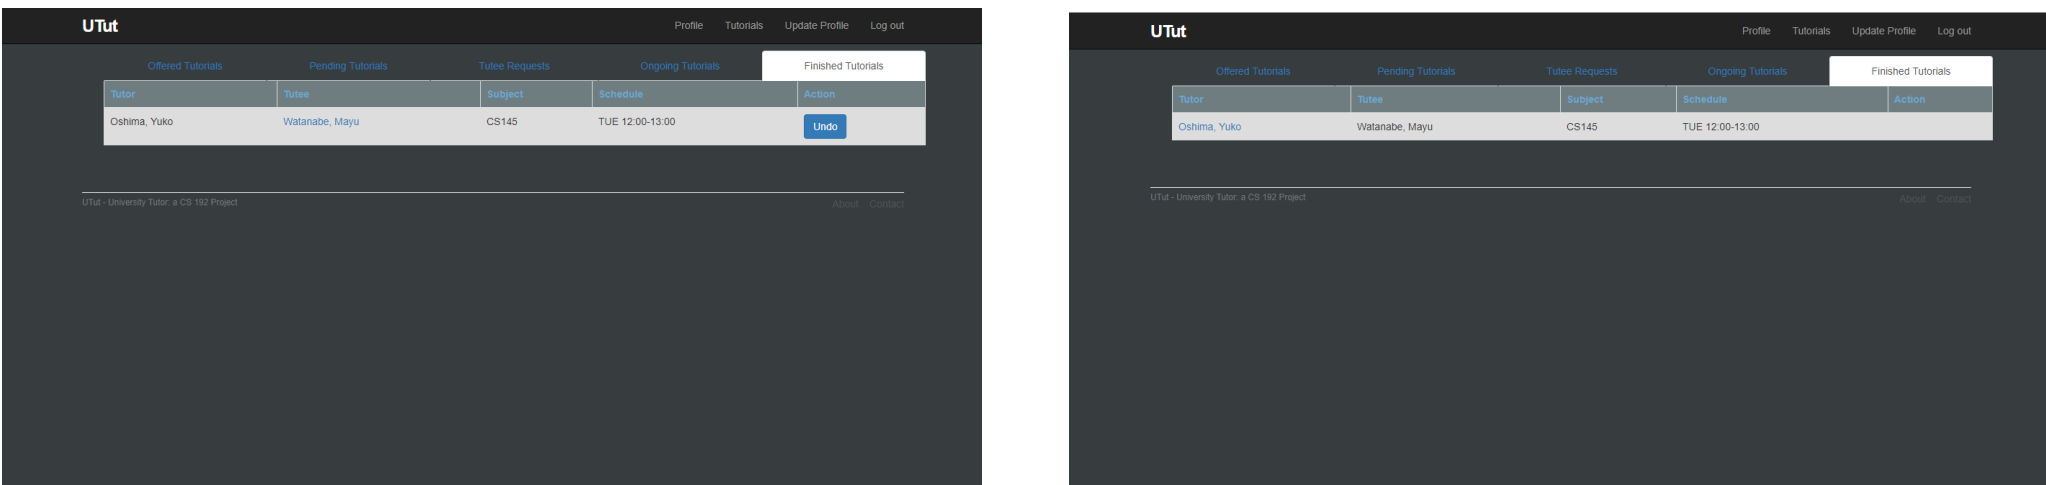 UTut Profile Tutorials Update Profile Log out
Offered Tutorials Pending Tutorials Tutee Requests Ongoing Tutorials Finished Tutorials
Tutor Tutee Subject Schedule Action
Oshima, Yuko Watanabe, Mayu CS145 TUE 12:00-13:00 Undo
UTut - University Tutor: a CS 192 Project About Contact
UTut Profile Tutorials Update Profile Log out
Offered Tutorials Pending Tutorials Tutee Requests Ongoing Tutorials Finished Tutorials
Tutor Tutee Subject Schedule Action
Oshima, Yuko Watanabe, Mayu CS145 TUE 12:00-13:00
UTut - University Tutor: a CS 192 Project About Contact